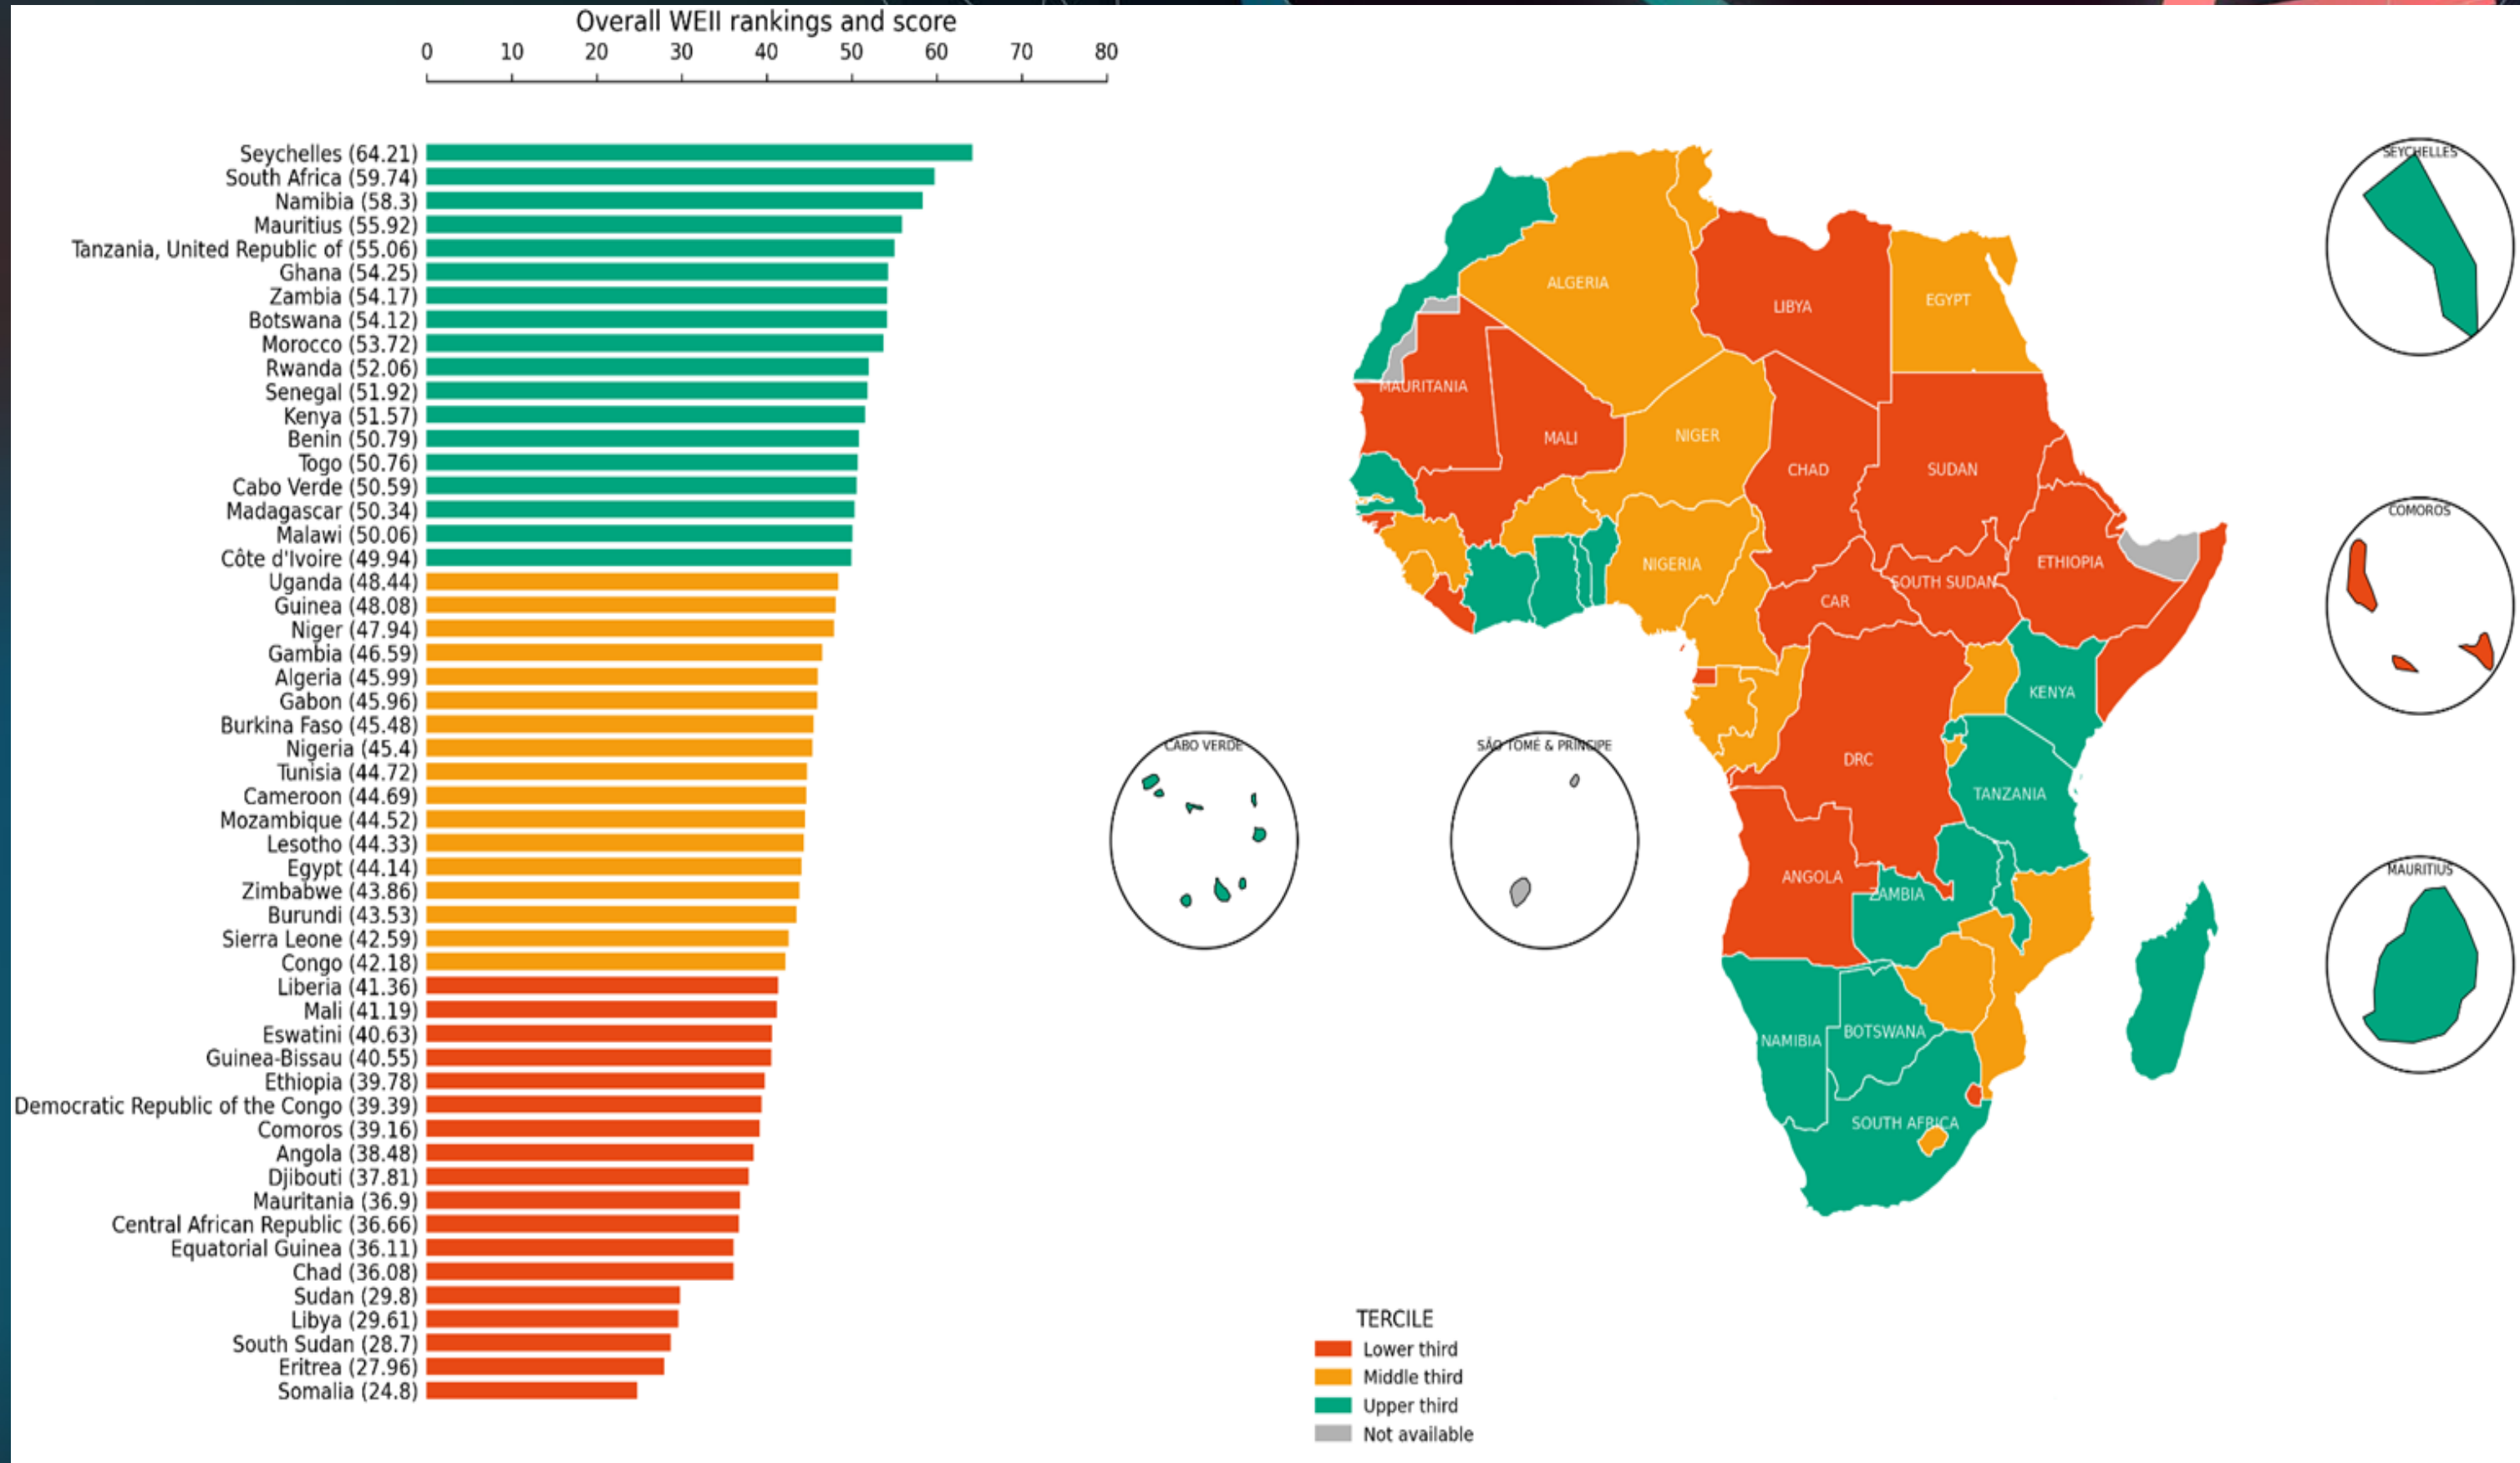 Overall WEII rankings and score
0 10 20 30 40 50 60 70 80
Seychelles (64.21)
South Africa (59.74)
Namibia (58.3)
Mauritius (55.92)
Tanzania, United Republic of (55.06)
Ghana (54.25)
Zambia (54.17)
Botswana (54.12)
Morocco (53.72)
Rwanda (52.06)
Senegal (51.92)
Kenya (51.57)
Benin (50.79)
Togo (50.76)
Cabo Verde (50.59)
Madagascar (50.34)
Malawi (50.06)
Côte d'Ivoire (49.94)
Uganda (48.44)
Guinea (48.08)
Niger (47.94)
Gambia (46.59)
Algeria (45.99)
Gabon (45.96)
Burkina Faso (45.48)
Nigeria (45.4)
Tunisia (44.72)
Cameroon (44.69)
Mozambique (44.52)
Lesotho (44.33)
Egypt (44.14)
Zimbabwe (43.86)
Burundi (43.53)
Sierra Leone (42.59)
Congo (42.18)
Liberia (41.36)
Mali (41.19)
Eswatini (40.63)
Guinea-Bissau (40.55)
Ethiopia (39.78)
Democratic Republic of the Congo (39.39)
Comoros (39.16)
Angola (38.48)
Djibouti (37.81)
Mauritania (36.9)
Central African Republic (36.66)
Equatorial Guinea (36.11)
Chad (36.08)
Sudan (29.8)
Libya (29.61)
South Sudan (28.7)
Eritrea (27.96)
Somalia (24.8)
ALGERIA
LIBYA
EGYPT
MAURITANIA
MALI
NIGER
CHAD
SUDAN
NIGERIA
ETHIOPIA
SOUTH SUDAN
CAR
KENYA
DRC
TANZANIA
ANGOLA
ZAMBIA
NAMIBIA
BOTSWANA
SOUTH AFRICA
CABO VERDE
SÃO TOMÉ & PRÍNCIPE
SEYCHELLES
COMOROS
MAURITIUS
TERCILE
Lower third
Middle third
Upper third
Not available